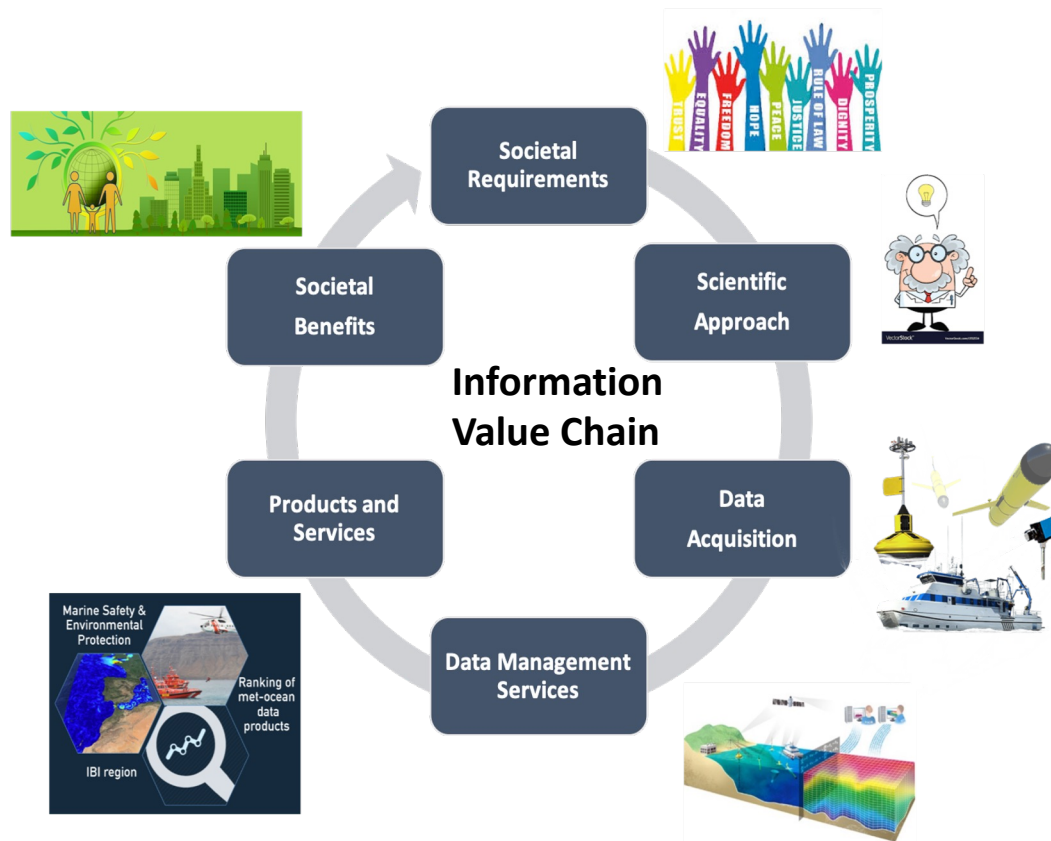 TRUST
EQUALITY
FREEDOM
HOPE
PEACE
JUSTICE
RULE OF LAW
DIGNITY
PROSPERITY
Societal
Requirements
Scientific
Approach
VectorStock
Societal
Benefits
Information
Value Chain
Products and
Services
Data
Acquisition
Data Management
Services
Marine Safety &
Environmental
Protection
Ranking of
met-ocean
data
products
IBI region